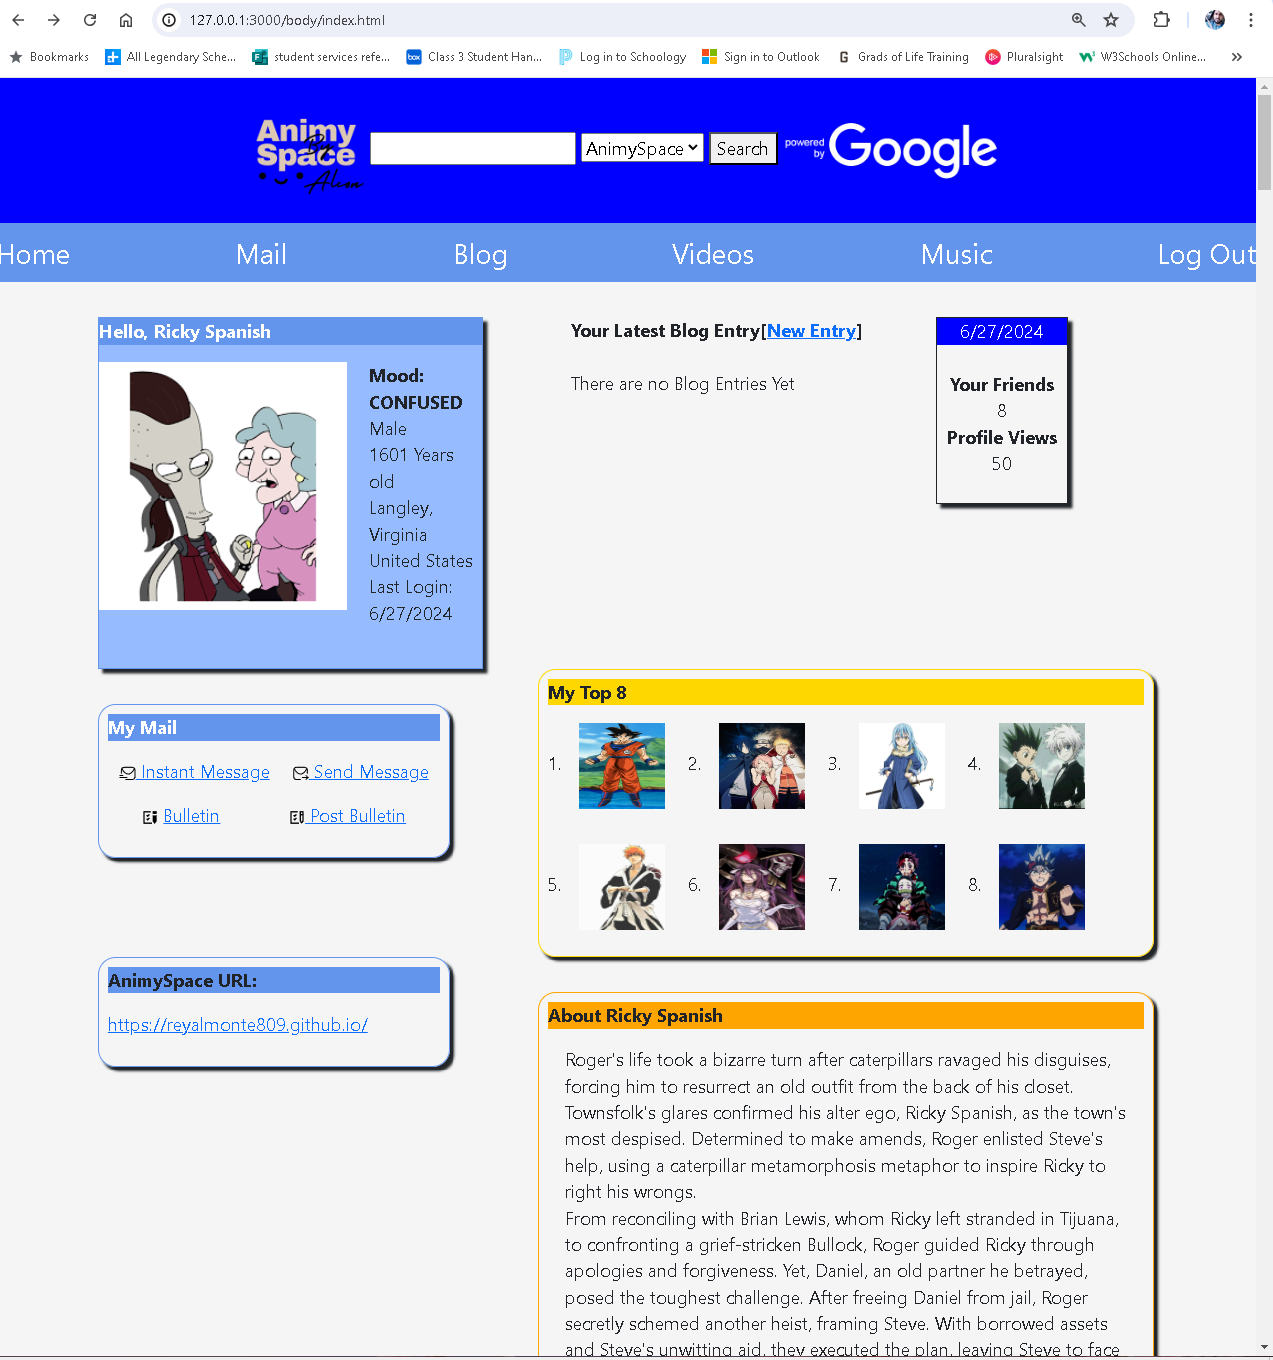 127.0.0.1:3000/body/index.html
Bookmarks
All Legendary Sche...
student services refe...
box
Class 3 Student Han...
Log in to Schoology
Sign in to Outlook
G
Grads of Life Training
Pluralsight
W3Schools Online...
Animy
Space
By
Alexa
AnimySpace
Search
powered
by
Google
Home
Mail
Blog
Videos
Music
Log Out
Hello, Ricky Spanish
Mood:
CONFUSED
Male
1601 Years
old
Langley,
Virginia
United States
Last Login:
6/27/2024
Your Latest Blog Entry[New Entry]
There are no Blog Entries Yet
6/27/2024
Your Friends
8
Profile Views
50
My Mail
Instant Message
Send Message
Bulletin
Post Bulletin
My Top 8
1.
2.
3.
4.
5.
6.
7.
8.
AnimySpace URL:
https://reyalmonte809.github.io/
About Ricky Spanish
Roger's life took a bizarre turn after caterpillars ravaged his disguises,
forcing him to resurrect an old outfit from the back of his closet.
Townsfolk's glares confirmed his alter ego, Ricky Spanish, as the town's
most despised. Determined to make amends, Roger enlisted Steve's
help, using a caterpillar metamorphosis metaphor to inspire Ricky to
right his wrongs.
From reconciling with Brian Lewis, whom Ricky left stranded in Tijuana,
to confronting a grief-stricken Bullock, Roger guided Ricky through
apologies and forgiveness. Yet, Daniel, an old partner he betrayed,
posed the toughest challenge. After freeing Daniel from jail, Roger
secretly schemed another heist, framing Steve. With borrowed assets
and Steve's unwitting aid, they executed the plan, leaving Steve to face